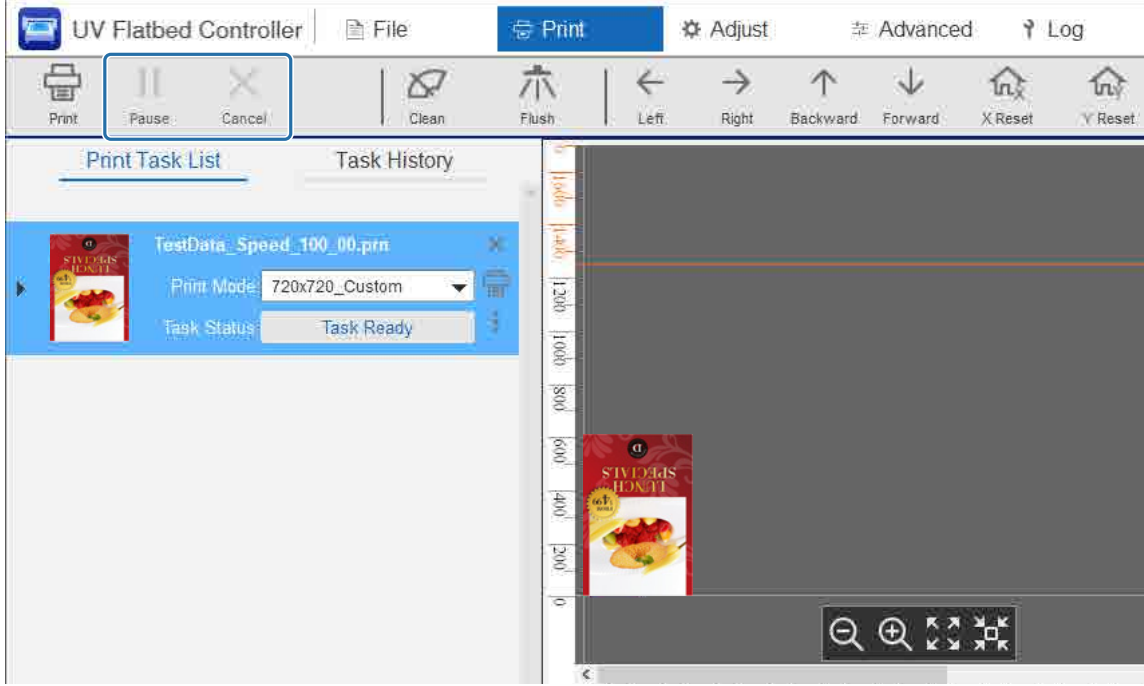 UV Flatbed Controller File Print Adjust Advanced Log
Print Pause Cancel Clean Flush Left Right Backward Forward X Reset Y Reset
Print Task List Task History
TestData_Speed_100_00.prn
Print Mode 720x720_Custom
Task Status Task Ready
LUNCH
SPECIALS
1400
1200
1000
800
600
400
200
0
D
SPECIALS
LUNCH